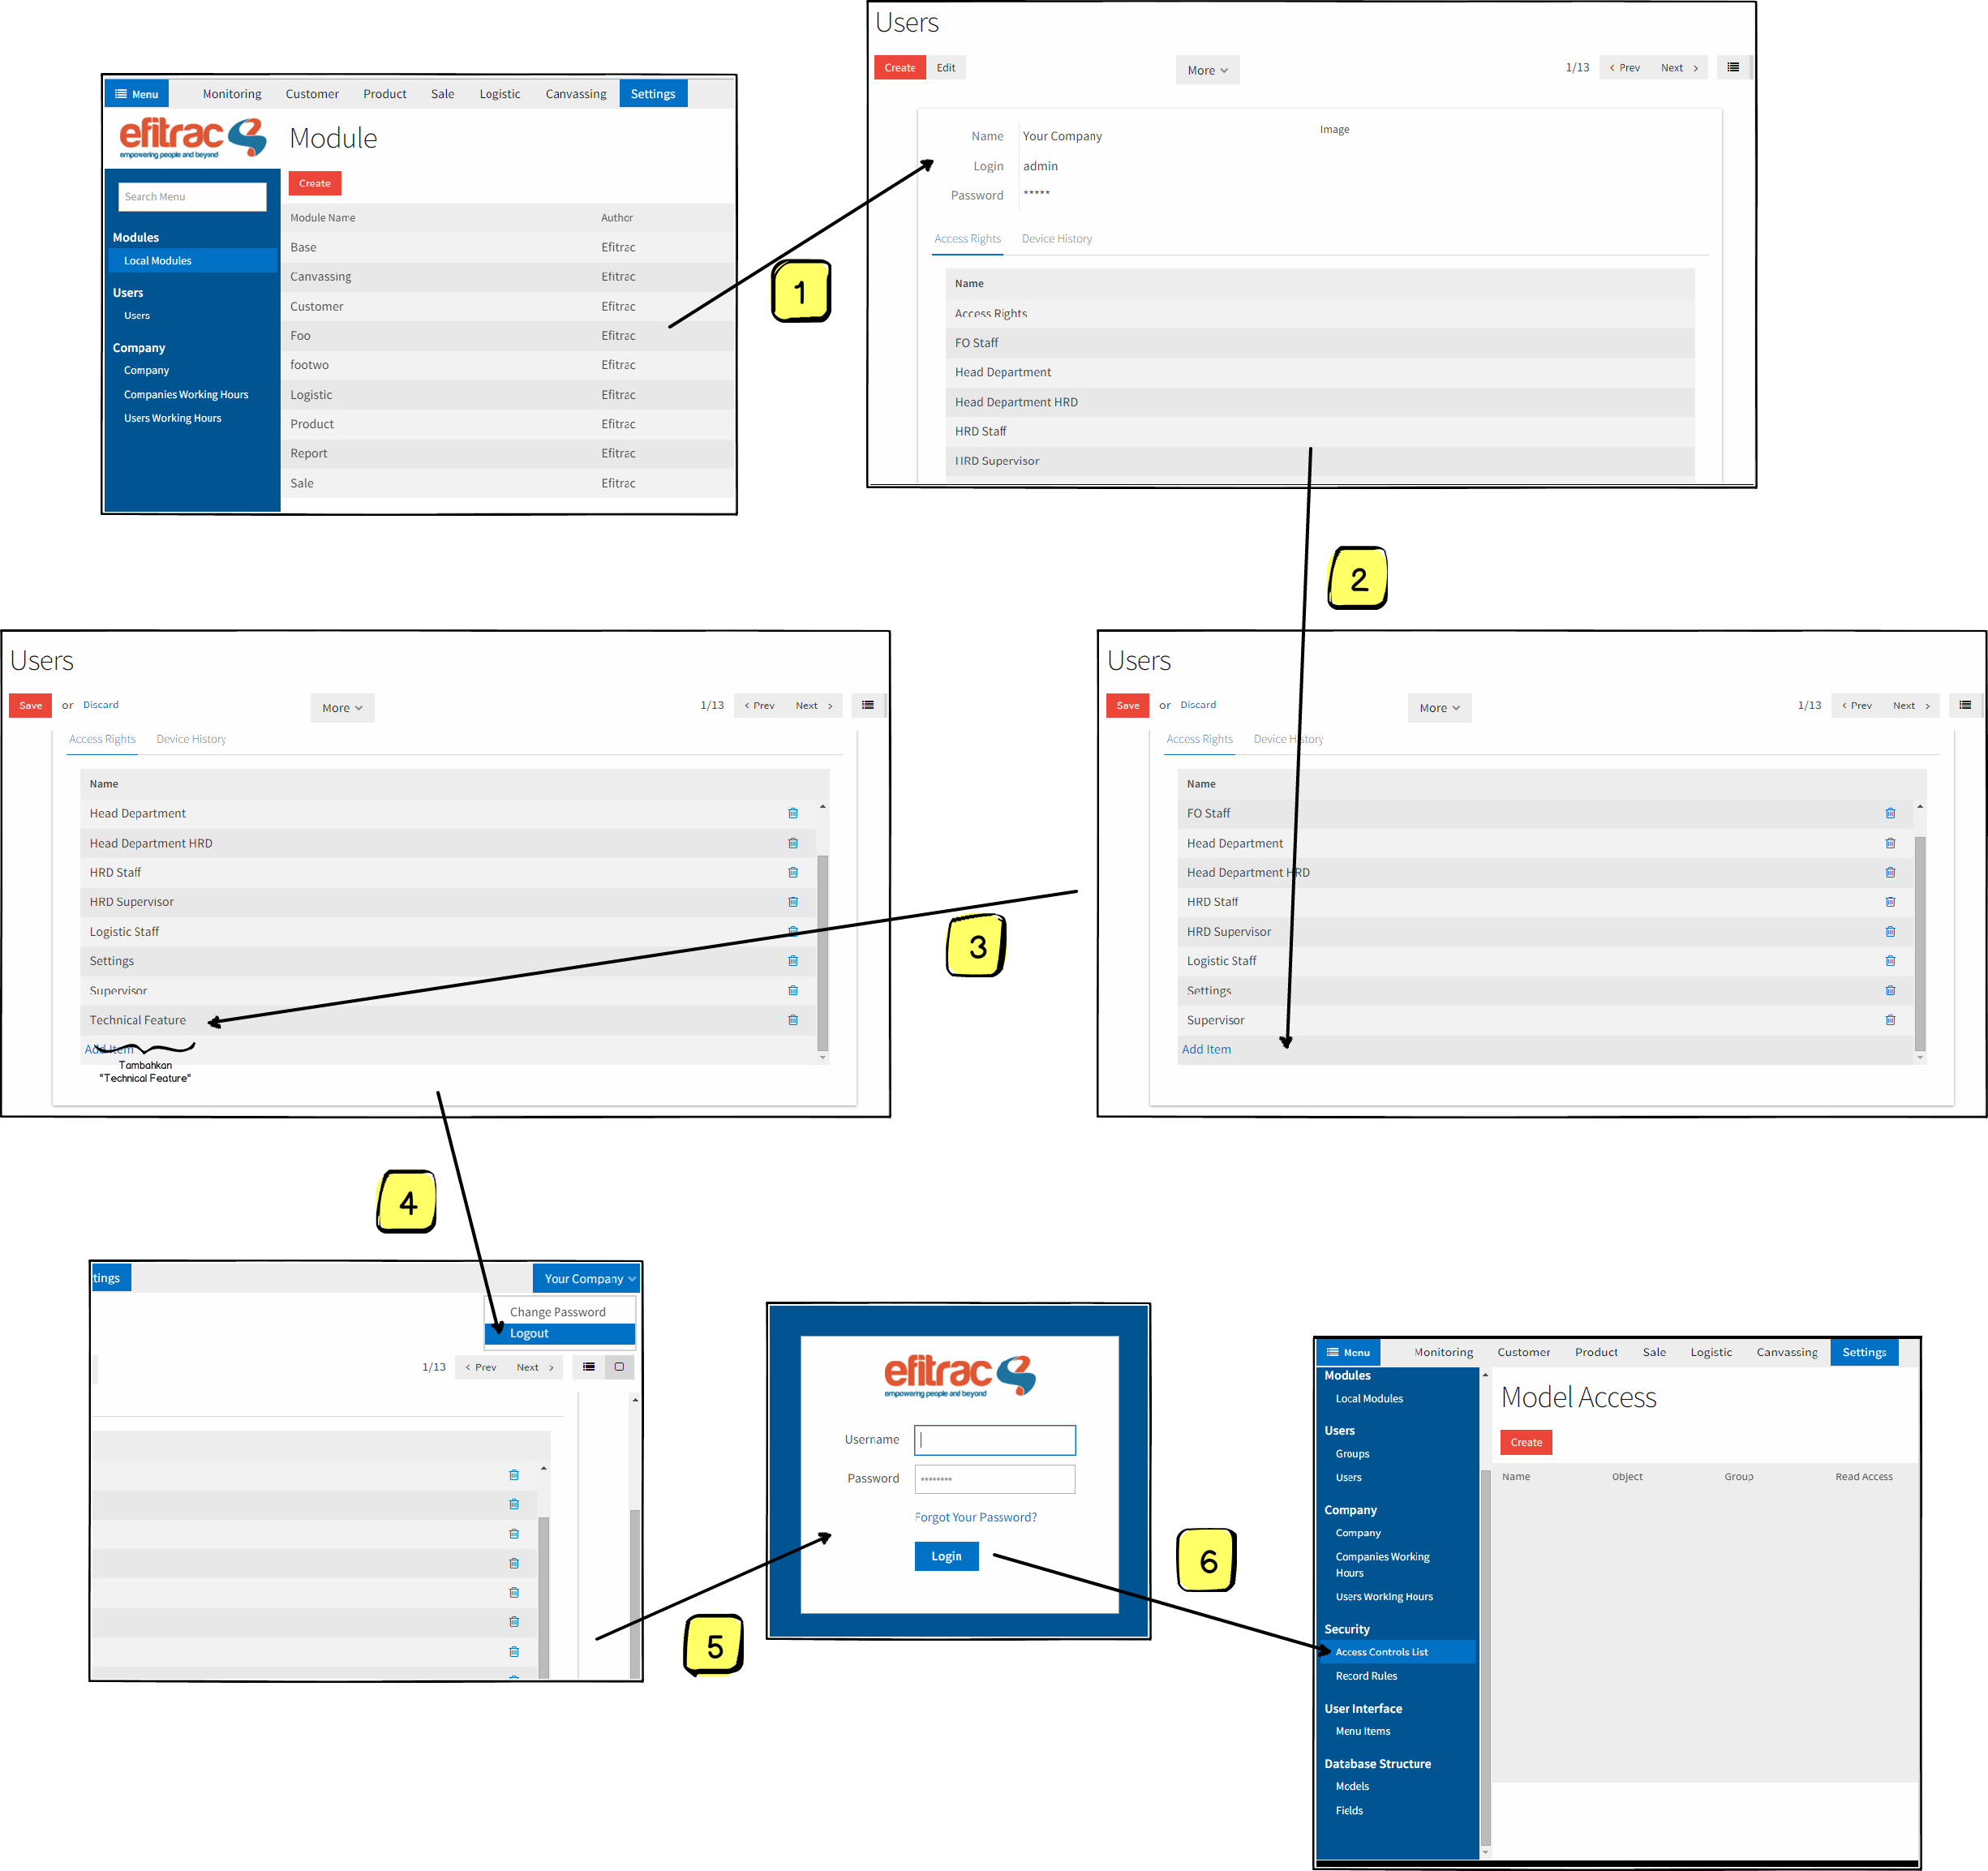 Menu Monitoring Customer Product Sale Logistic Canvassing Settings
efitrac
empowering people and beyond
Module
Search Menu
Create
Modules
Local Modules
Users
Users
Company
Company
Companies Working Hours
Users Working Hours
Module Name Author
Base Efitrac
Canvassing Efitrac
Customer Efitrac
Foo Efitrac
footwo Efitrac
Logistic Efitrac
Product Efitrac
Report Efitrac
Sale Efitrac
1
Users
Create Edit More 1/13 < Prev Next >
Name Your Company Image
Login admin
Password *****
Access Rights Device History
Name
Access Rights
FO Staff
Head Department
Head Department HRD
HRD Staff
HRD Supervisor
2
Users
Save or Discard More 1/13 < Prev Next >
Access Rights Device History
Name
FO Staff
Head Department
Head Department HRD
HRD Staff
HRD Supervisor
Logistic Staff
Settings
Supervisor
Add Item
3
Users
Save or Discard More 1/13 < Prev Next >
Access Rights Device History
Name
Head Department
Head Department HRD
HRD Staff
HRD Supervisor
Logistic Staff
Settings
Supervisor
Technical Feature
Add Item
Tambahkan
"Technical Feature"
4
tings Your Company
Change Password
Logout
1/13 < Prev Next >
5
efitrac
empowering people and beyond
Username
Password ••••••••
Forgot Your Password?
Login
6
Menu Monitoring Customer Product Sale Logistic Canvassing Settings
Modules
Local Modules
Users
Groups
Users
Company
Company
Companies Working
Hours
Users Working Hours
Security
Access Controls List
Record Rules
User Interface
Menu Items
Database Structure
Models
Fields
Model Access
Create
Name Object Group Read Access